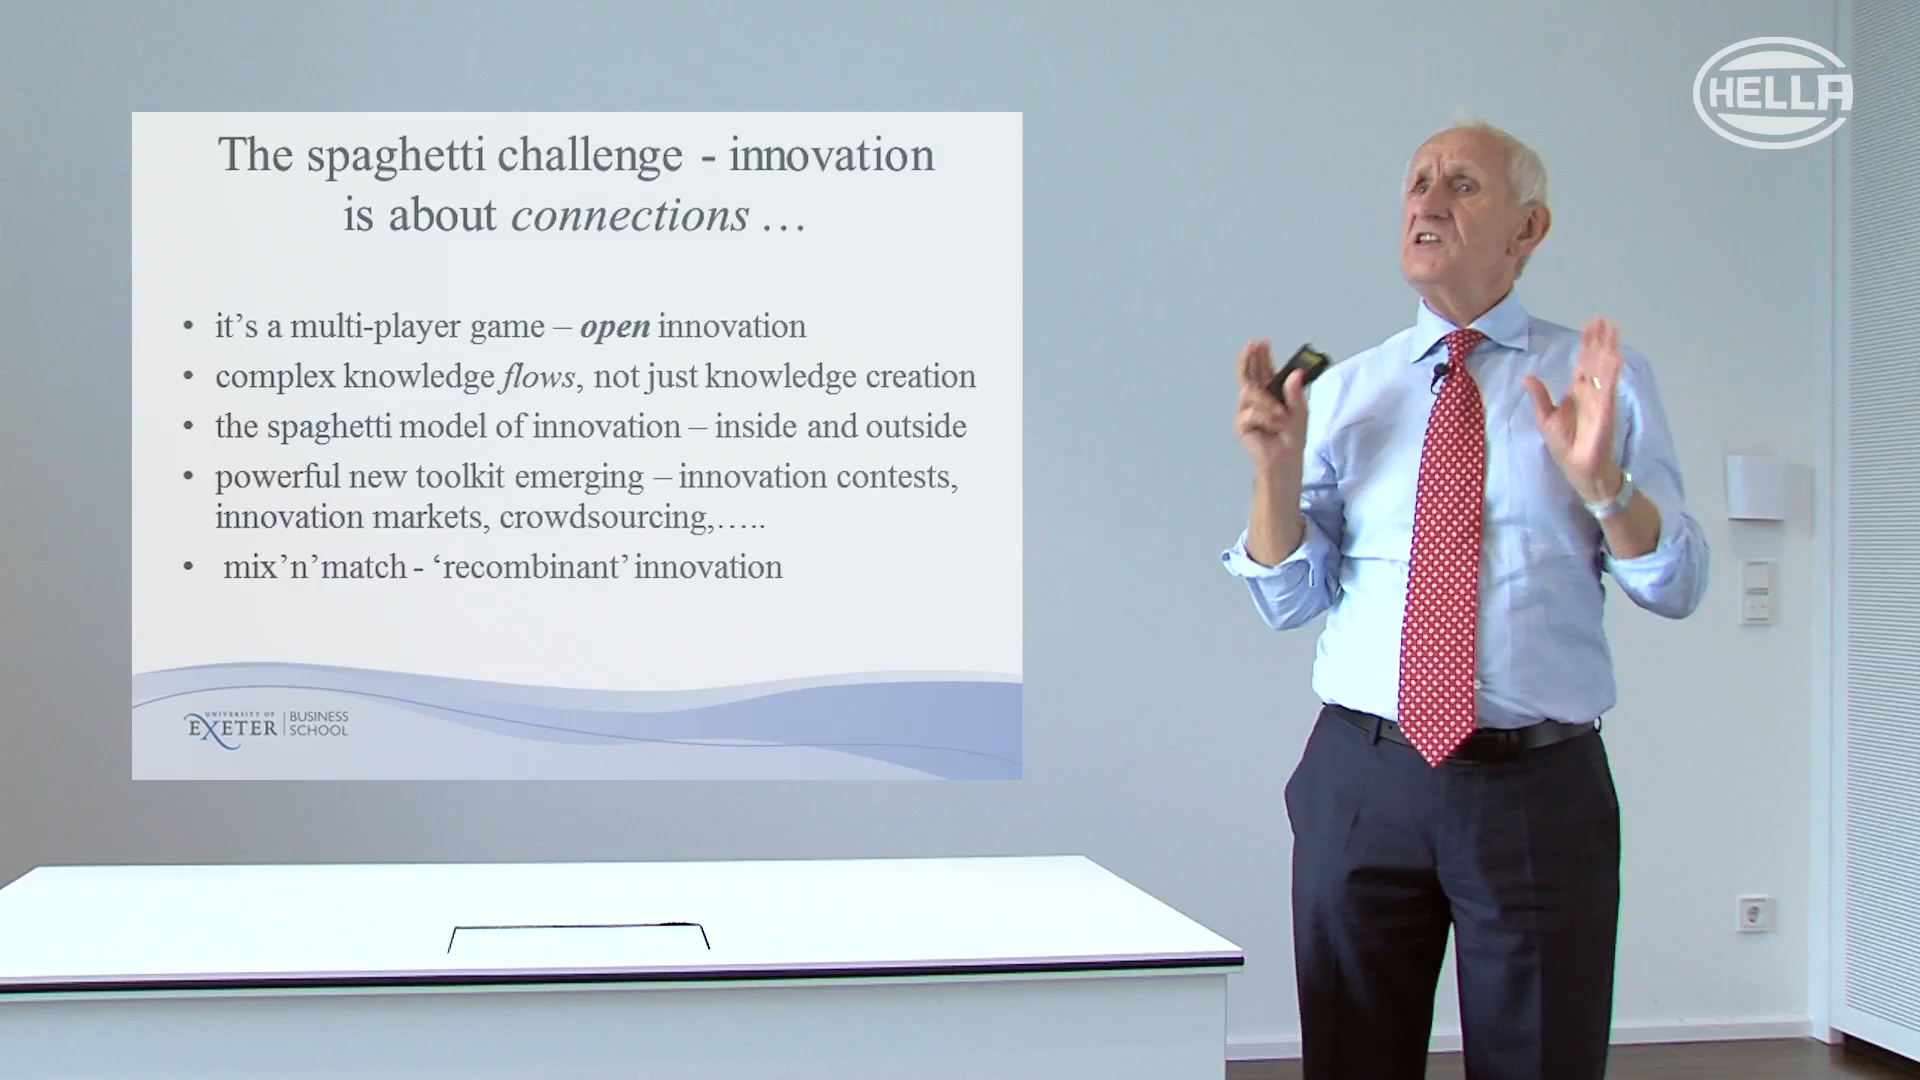 HELLA
The spaghetti challenge - innovation
is about connections …
• it’s a multi-player game – open innovation
• complex knowledge flows, not just knowledge creation
• the spaghetti model of innovation – inside and outside
• powerful new toolkit emerging – innovation contests,
innovation markets, crowdsourcing,…..
• mix’n’match - ‘recombinant’ innovation
UNIVERSITY OF
EXETER
BUSINESS
SCHOOL